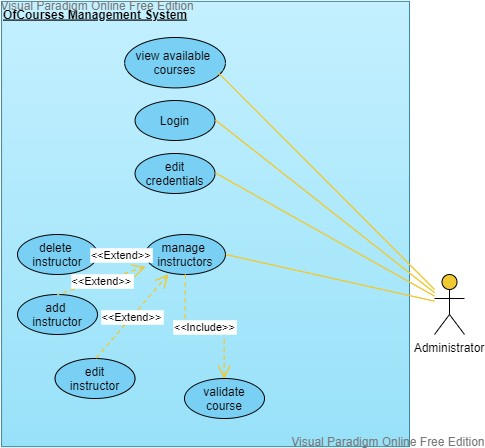 Visual Paradigm Online Free Edition
OfCourses Management System
view available
courses
Login
edit
credentials
delete
instructor
<<Extend>>
manage
instructors
<<Extend>>
add
instructor
<<Extend>>
<<Include>>
Administrator
edit
instructor
validate
course
Visual Paradigm Online Free Edition